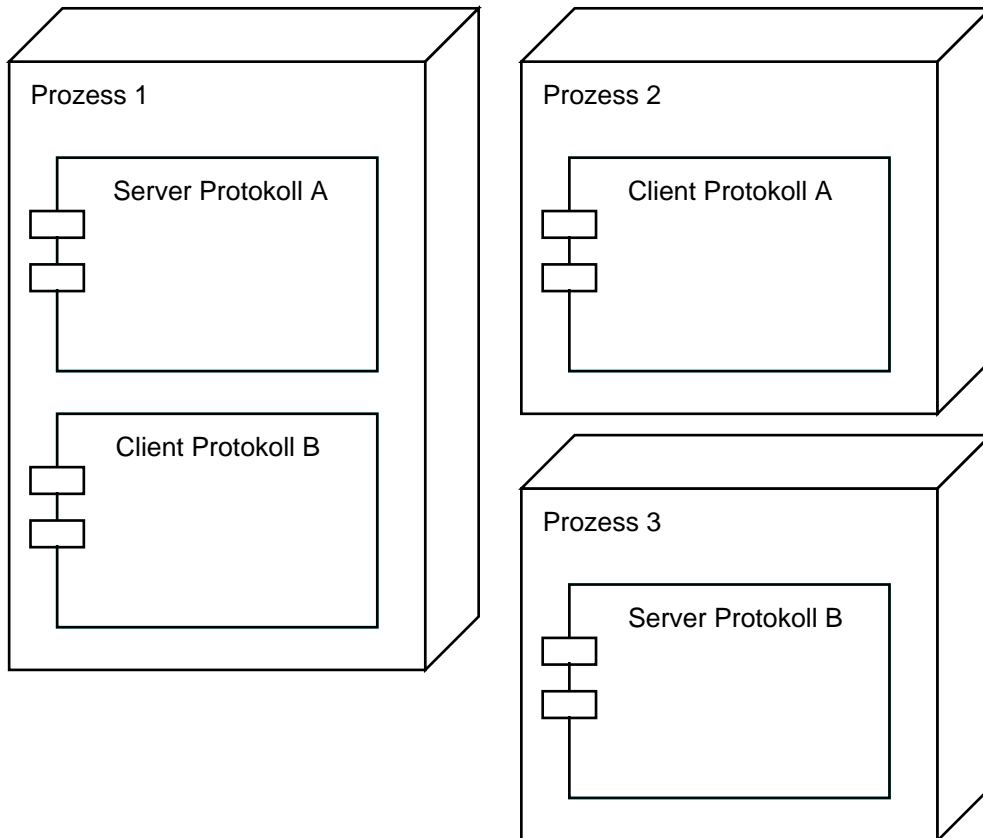 Prozess 1
Server Protokoll A
Client Protokoll B
Prozess 2
Client Protokoll A
Prozess 3
Server Protokoll B